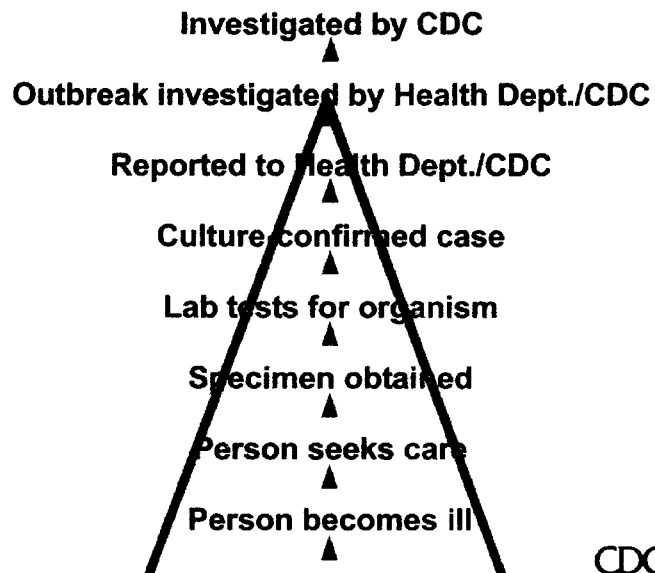 Investigated by CDC
Outbreak investigated by Health Dept./CDC
Reported to Health Dept./CDC
Culture-confirmed case
Lab tests for organism
Specimen obtained
Person seeks care
Person becomes ill
CDC